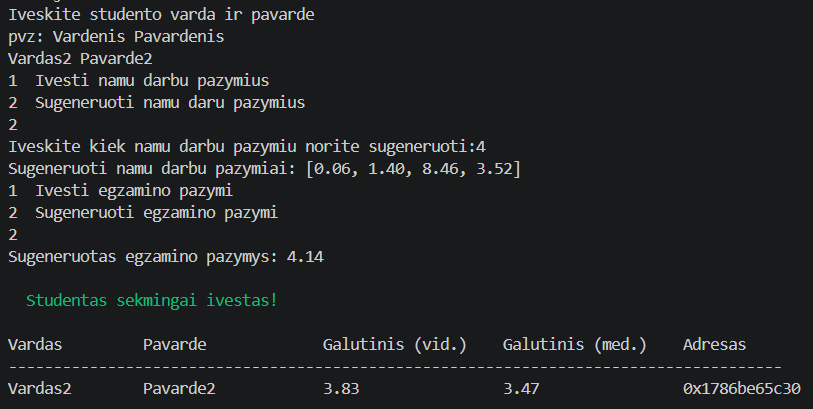 Iveskite studento varda ir pavarde
pvz: Vardenis Pavardenis
Vardas2 Pavarde2
1  Ivesti namu darbu pazymius
2  Sugeneruoti namu daru pazymius
2
Iveskite kiek namu darbu pazymiu norite sugeneruoti:4
Sugeneruoti namu darbu pazymiai: [0.06, 1.40, 8.46, 3.52]
1  Ivesti egzamino pazymi
2  Sugeneruoti egzamino pazymi
2
Sugeneruotas egzamino pazymys: 4.14
Studentas sekmingai ivestas!
Vardas         Pavarde             Galutinis (vid.)    Galutinis (med.)    Adresas
--------------------------------------------------------------------------------------
Vardas2        Pavarde2            3.83                3.47                0x1786be65c30